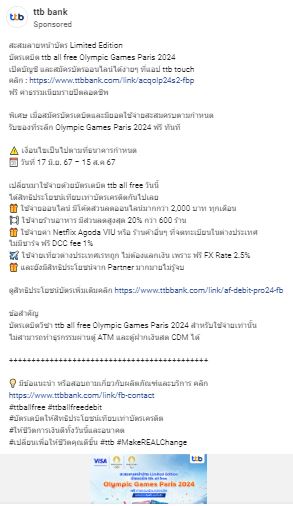 ttb bank
Sponsored
สะสมลายหน้าบัตร Limited Edition
บัตรเดบิต ttb all free Olympic Games Paris 2024
เปิดบัญชี และสมัครบัตรออนไลน์ได้ง่ายๆ ที่แอป ttb touch
คลิก : https://www.ttbbank.com/link/acqolp24s2-fbp
ฟรี ค่าธรรมเนียมรายปีตลอดชีพ
พิเศษ เมื่อสมัครบัตรเดบิตและมียอดใช้จ่ายสะสมครบตามกำหนด
รับของที่ระลึก Olympic Games Paris 2024 ฟรี ทันที
⚠️ เงื่อนไขเป็นไปตามที่ธนาคารกำหนด
📅 วันที่ 17 มิ.ย. 67 – 15 ส.ค 67
เปลี่ยนมาใช้จ่ายด้วยบัตรเดบิต ttb all free วันนี้
ได้สิทธิประโยชน์เทียบเท่าบัตรเครดิตกันไปเลย
🎁 ใช้จ่ายออนไลน์ มีโค้ดส่วนลดออนไลน์มากกว่า 2,000 บาท ทุกเดือน
🍽️ ใช้จ่ายร้านอาหาร มีส่วนลดสูงสุด 20% กว่า 600 ร้าน
🎁 ใช้จ่ายค่า Netflix Agoda VIU หรือ ร้านค้าอื่นๆ ที่จดทะเบียนในต่างประเทศ
ไม่มีชาร์จ ฟรี DCC fee 1%
✈️ ใช้จ่ายเที่ยวต่างประเทศเรทถูก ไม่ต้องแลกเงิน เพราะ ฟรี FX Rate 2.5%
🎁 และยังมีสิทธิประโยชน์จาก Partner มากมายไม่รู้จบ
ดูสิทธิประโยชน์บัตรเพิ่มเติมคลิก https://www.ttbbank.com/link/af-debit-pro24-fb
ข้อสำคัญ
บัตรเดบิตวีซ่า ttb all free Olympic Games Paris 2024 สำหรับใช้จ่ายเท่านั้น
ไม่สามารถทำธุรกรรมผ่านตู้ ATM และตู้ฝากเงินสด CDM ได้
++++++++++++++++++++++++++++++++++++++++++++
💡 มีข้อแนะนำ หรือสอบถามเกี่ยวกับผลิตภัณฑ์และบริการ คลิก
https://www.ttbbank.com/link/fb-contact
#ttballfree #ttballfreedebit
#บัตรเดบิตให้สิทธิประโยชน์เทียบเท่าบัตรเครดิต
#ให้ชีวิตการเงินดีทั้งวันนี้และอนาคต
#เปลี่ยนเพื่อให้ชีวิตคุณดีขึ้น #ttb #MakeREALChange
VISA
ttb
Limited Edition
Olympic Games Paris 2024